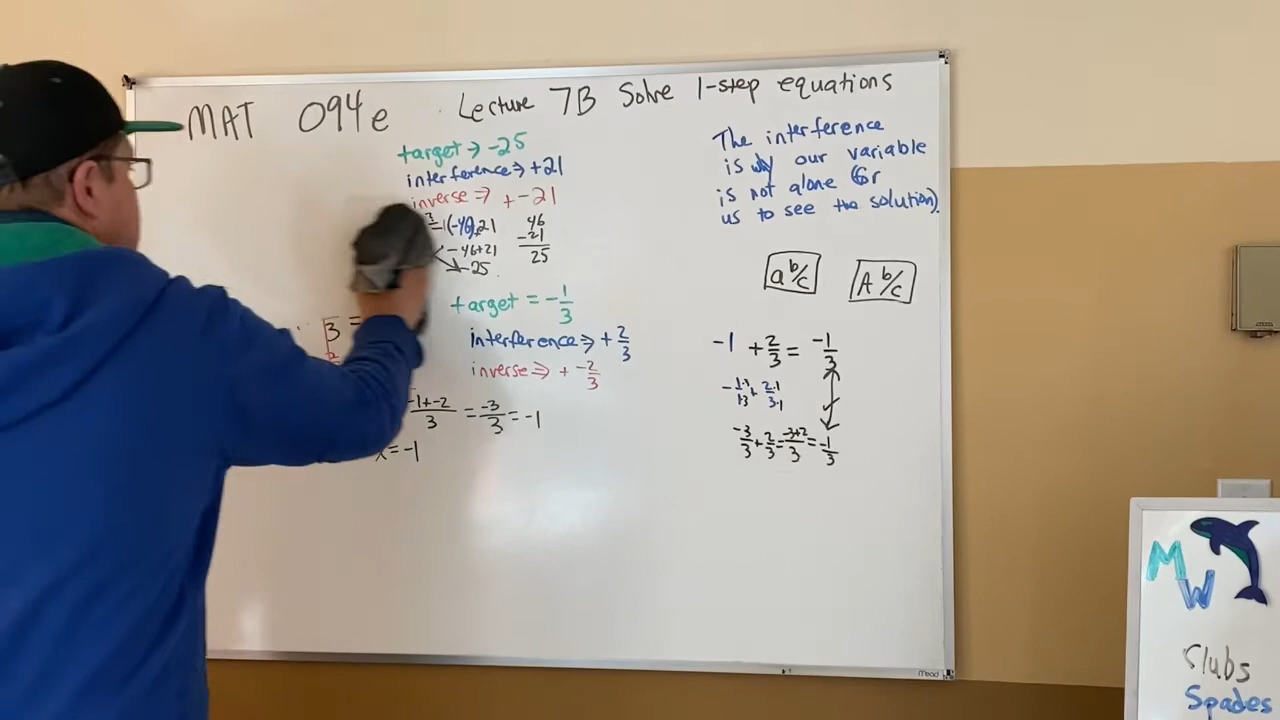 MAT 094e Lecture 7B Solve 1-step equations
target → -25
interference ⇒ +21
inverse ⇒ + -21
-46+21
-25
46
-21
25
target = -1/3
interference ⇒ + 2/3
inverse ⇒ + -2/3
3 =
-1+-2/3 = -3/3 = -1
x = -1
The interference
is why our variable
is not alone (for
us to see the solution).
a b/c A b/c
-1 + 2/3 = -1/3
-3/3 + 2/3 = -3+2/3 = -1/3
mead
MW
Clubs
Spades